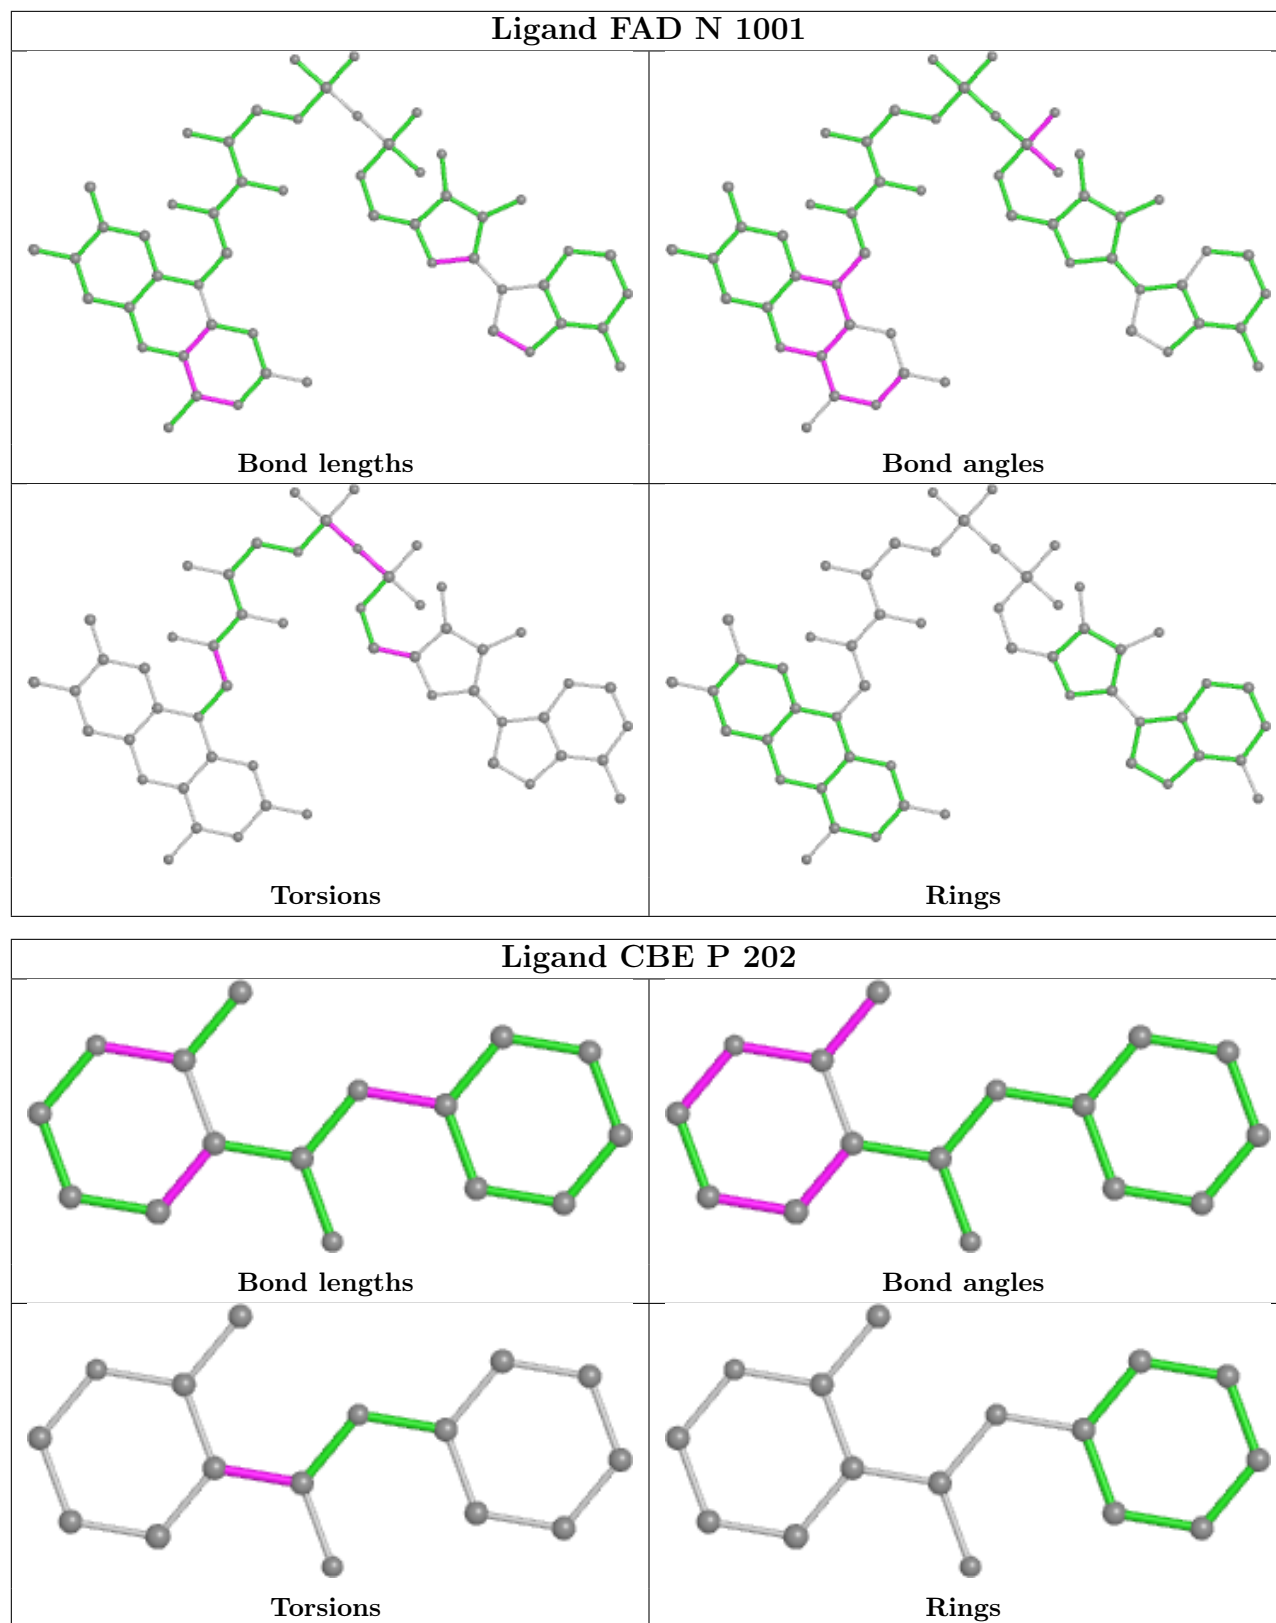 Ligand FAD N 1001
Bond lengths
Bond angles
Torsions
Rings
Ligand CBE P 202
Bond lengths
Bond angles
Torsions
Rings